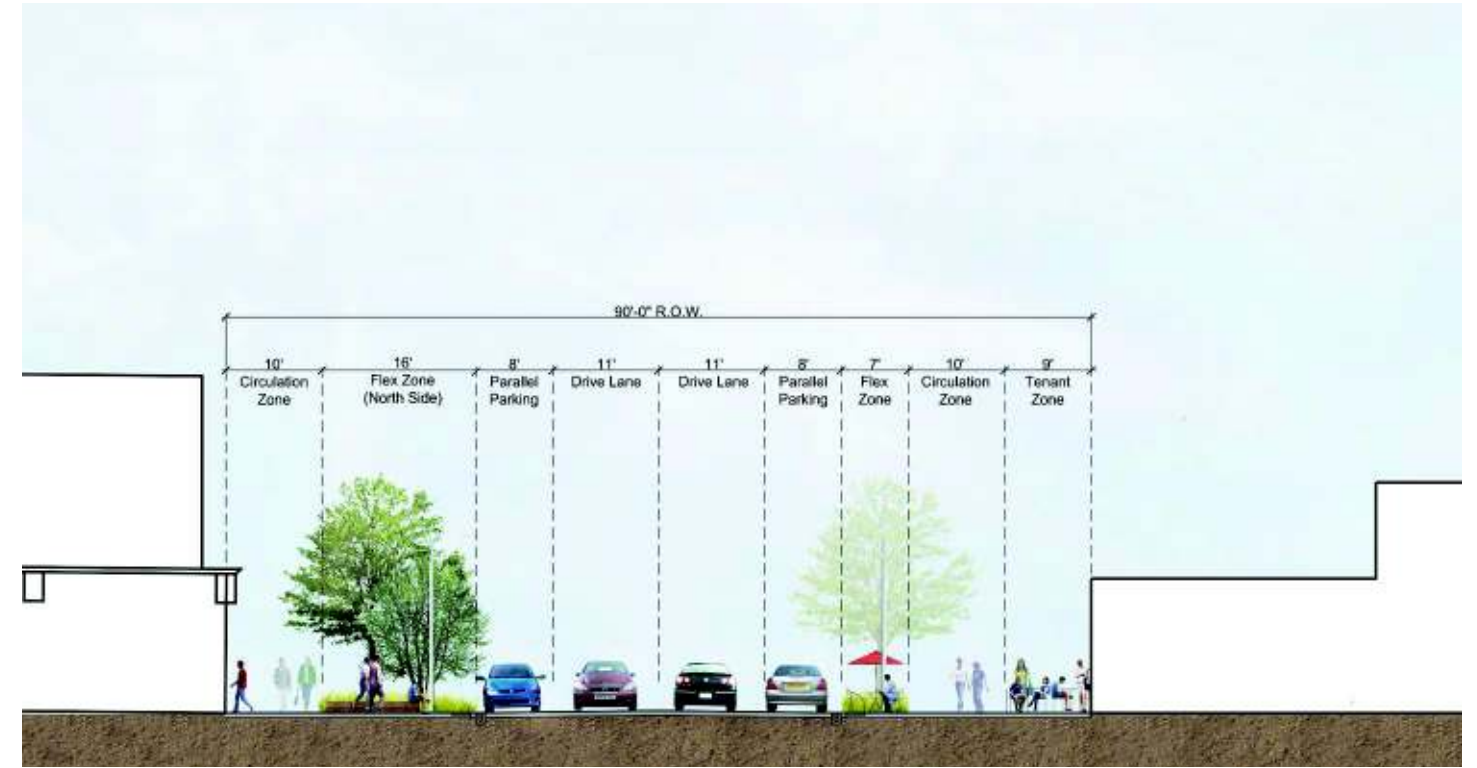 90'-0" R.O.W.
10'
Circulation
Zone
16'
Flex Zone
(North Side)
8'
Parallel
Parking
11'
Drive Lane
11'
Drive Lane
8'
Parallel
Parking
7'
Flex
Zone
10'
Circulation
Zone
9'
Tenant
Zone